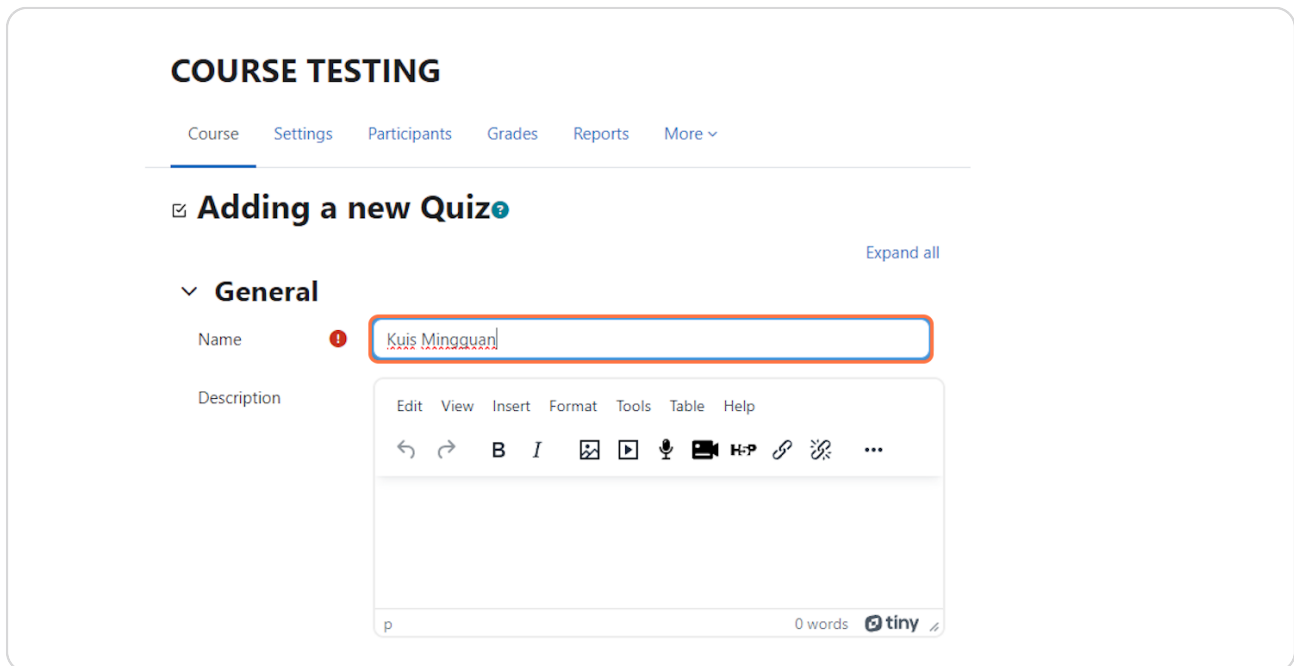 COURSE TESTING
Course Settings Participants Grades Reports More
Adding a new Quiz ?
Expand all
General
Name ! Kuis Mingguan
Description
Edit View Insert Format Tools Table Help
B I H5P
p 0 words tiny